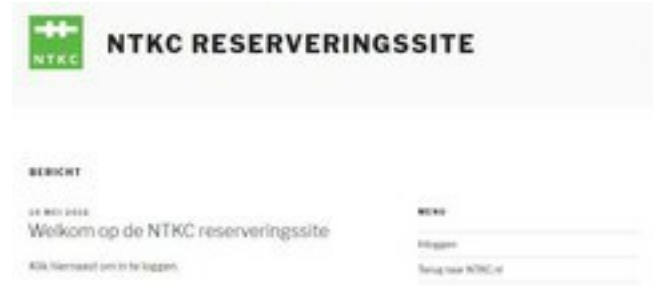 NTKC
NTKC RESERVERINGSSITE
BERICHT
MEI
Welkom op de NTKC reserveringssite
Klik hiernaast om in te loggen.
MENU
Inloggen
Terug naar NTKC.nl